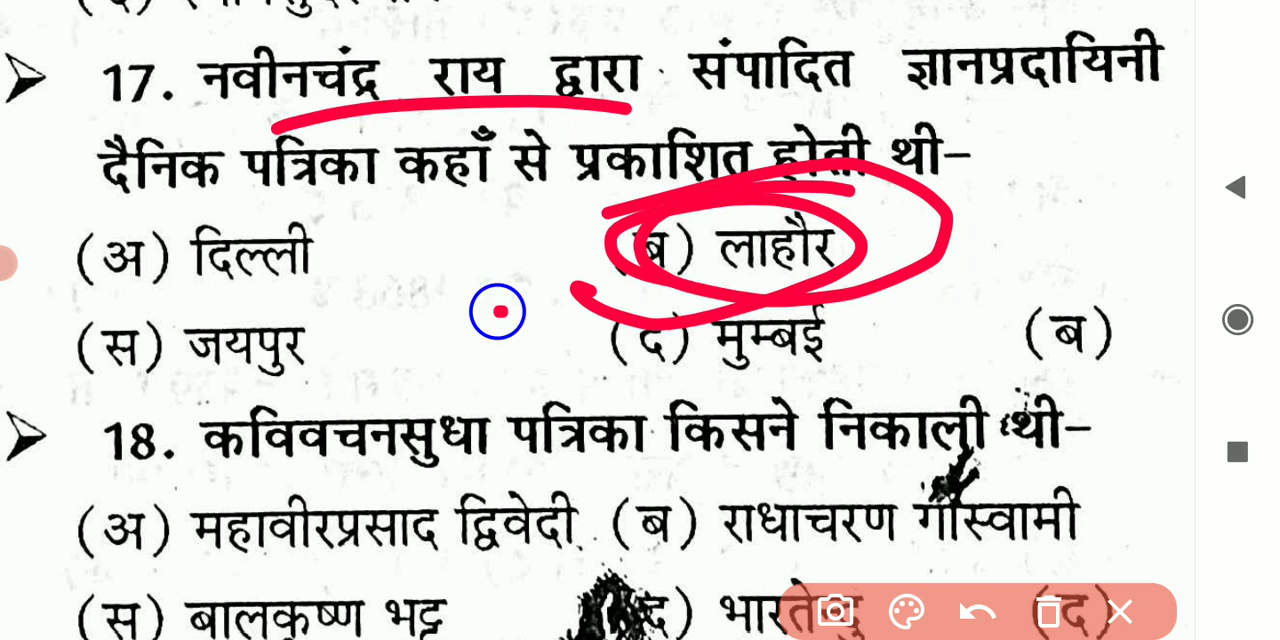 17. नवीनचंद्र राय द्वारा संपादित ज्ञानप्रदायिनी
दैनिक पत्रिका कहाँ से प्रकाशित होती थी-
(अ) दिल्ली (ब) लाहौर
(स) जयपुर (द) मुम्बई (ब)
18. कविवचनसुधा पत्रिका किसने निकाली थी-
(अ) महावीरप्रसाद द्विवेदी (ब) राधाचरण गोस्वामी
(स) बालकृष्ण भट्ट (द) भारतेन्दु (द)